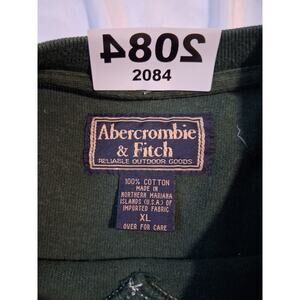 2084
2084
Abercrombie
& Fitch
RELIABLE OUTDOOR GOODS
100% COTTON
MADE IN
NORTHERN MARIANA
ISLANDS (U.S.A.) OF
IMPORTED FABRIC
XL
OVER FOR CARE